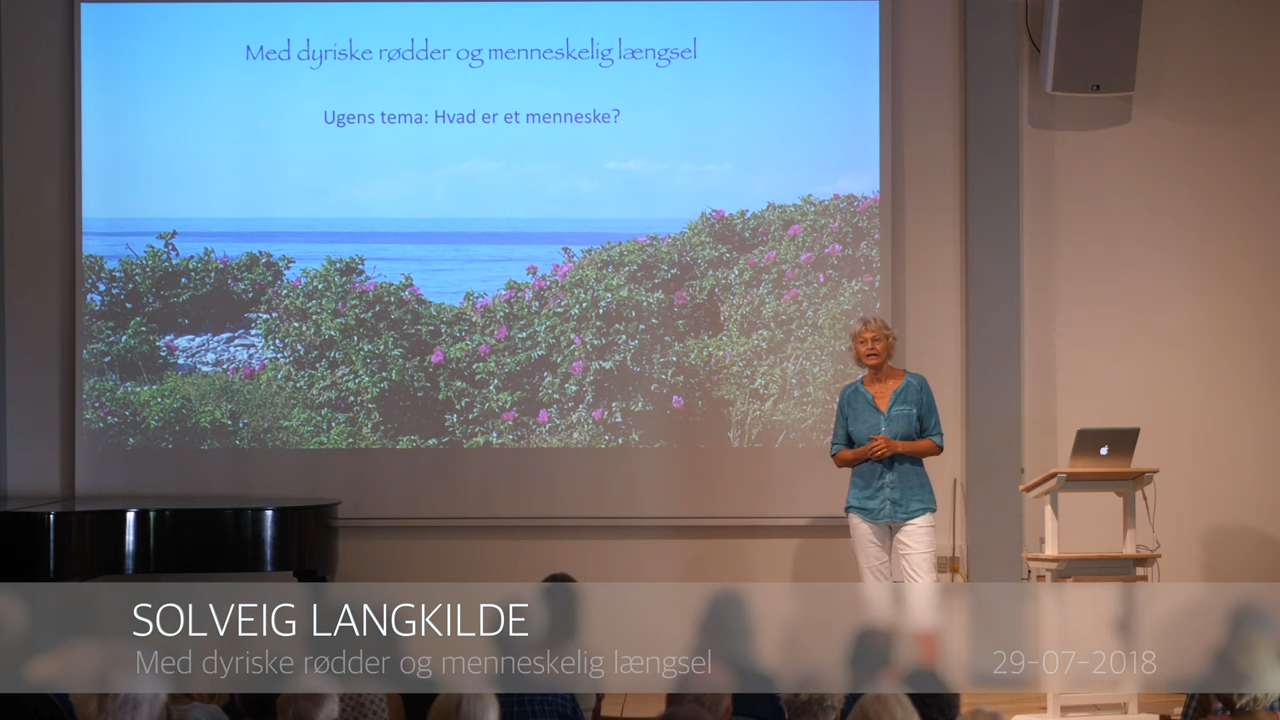 Med dyriske rødder og menneskelig længsel
Ugens tema: Hvad er et menneske?
SOLVEIG LANGKILDE
Med dyriske rødder og menneskelig længsel
29-07-2018